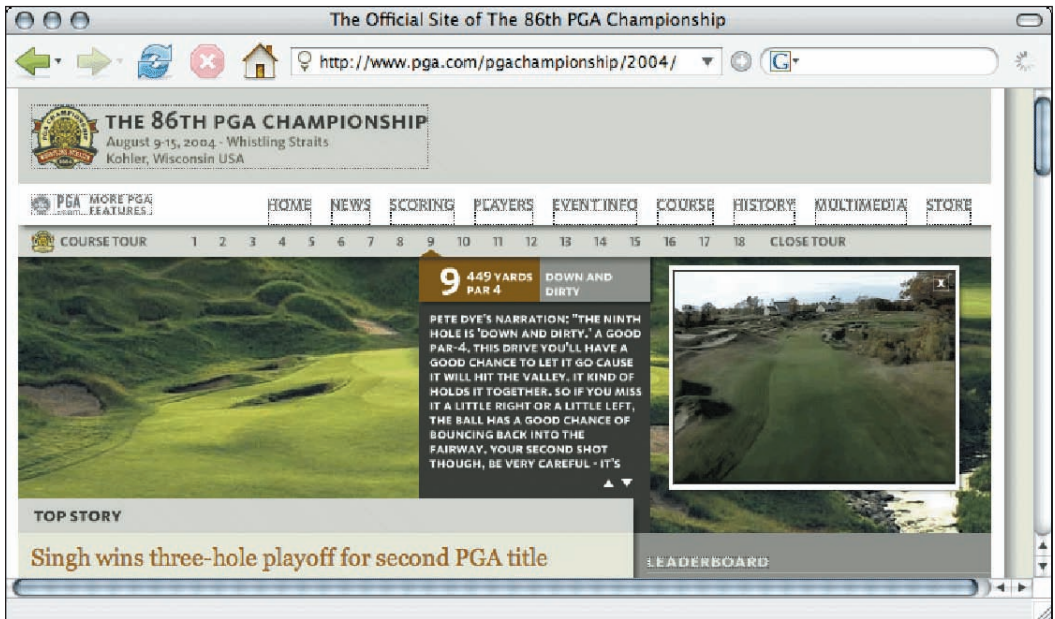 The Official Site of The 86th PGA Championship
http://www.pga.com/pgachampionship/2004/
G
THE 86TH PGA CHAMPIONSHIP
August 9-15, 2004 - Whistling Straits
Kohler, Wisconsin USA
PGA MORE PGA
FEATURES
HOME NEWS SCORING PLAYERS EVENT INFO COURSE HISTORY MULTIMEDIA STORE
COURSE TOUR 1 2 3 4 5 6 7 8 9 10 11 12 13 14 15 16 17 18 CLOSE TOUR
9 449 YARDS
PAR 4
DOWN AND
DIRTY
X
PETE DYE'S NARRATION: "THE NINTH
HOLE IS 'DOWN AND DIRTY.' A GOOD
PAR-4, THIS DRIVE YOU'LL HAVE A
GOOD CHANCE TO LET IT GO CAUSE
IT WILL HIT THE VALLEY. IT KIND OF
HOLDS IT TOGETHER. SO IF YOU MISS
IT A LITTLE RIGHT OR A LITTLE LEFT,
THE BALL HAS A GOOD CHANCE OF
BOUNCING BACK INTO THE
FAIRWAY. YOUR SECOND SHOT
THOUGH, BE VERY CAREFUL - IT'S
TOP STORY
Singh wins three-hole playoff for second PGA title
LEADERBOARD